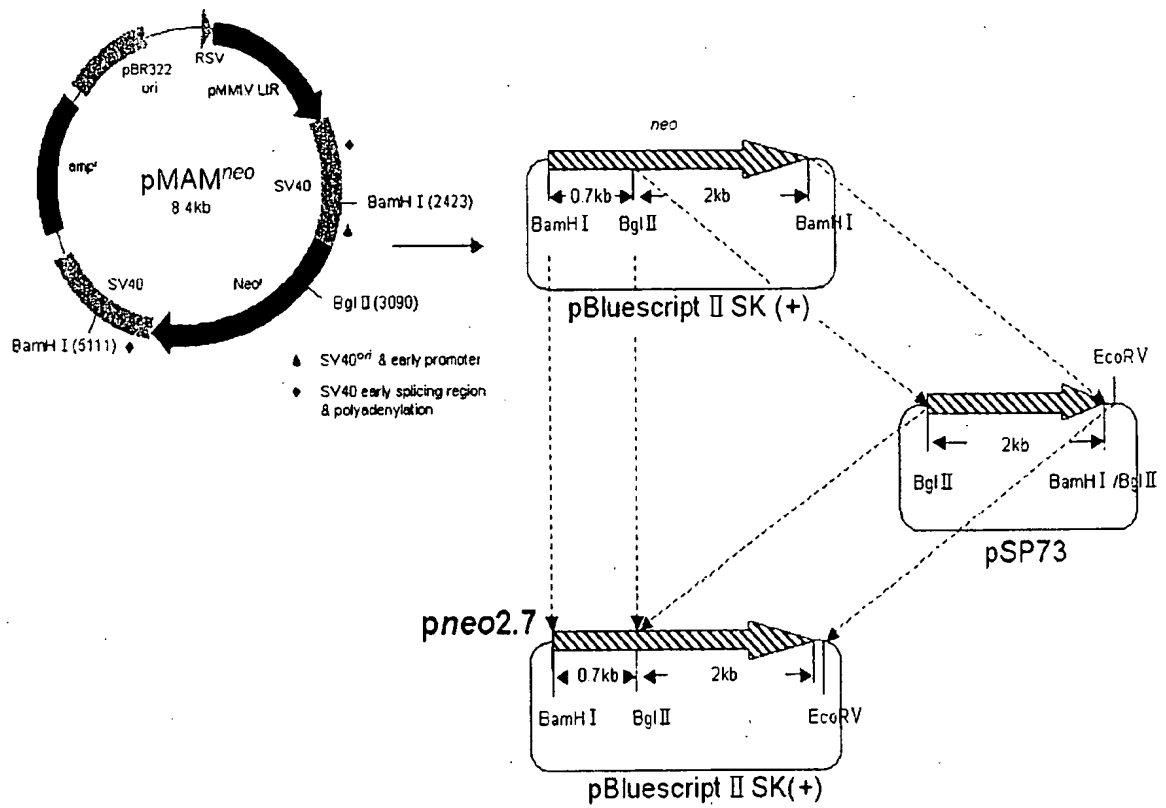 RSV
pBR322
ori
pMMTV LTR
amp^r
pMAM^neo
8.4kb
SV40
BamH I (2423)
SV40
Neo^r
Bgl II (3090)
BamH I (5111)
SV40^ori & early promoter
SV40 early splicing region
& polyadenylation
neo
0.7kb
2kb
BamH I
Bgl II
BamH I
pBluescript II SK (+)
EcoRV
2kb
Bgl II
BamH I /Bgl II
pSP73
pneo2.7
0.7kb
2kb
BamH I
Bgl II
EcoRV
pBluescript II SK(+)